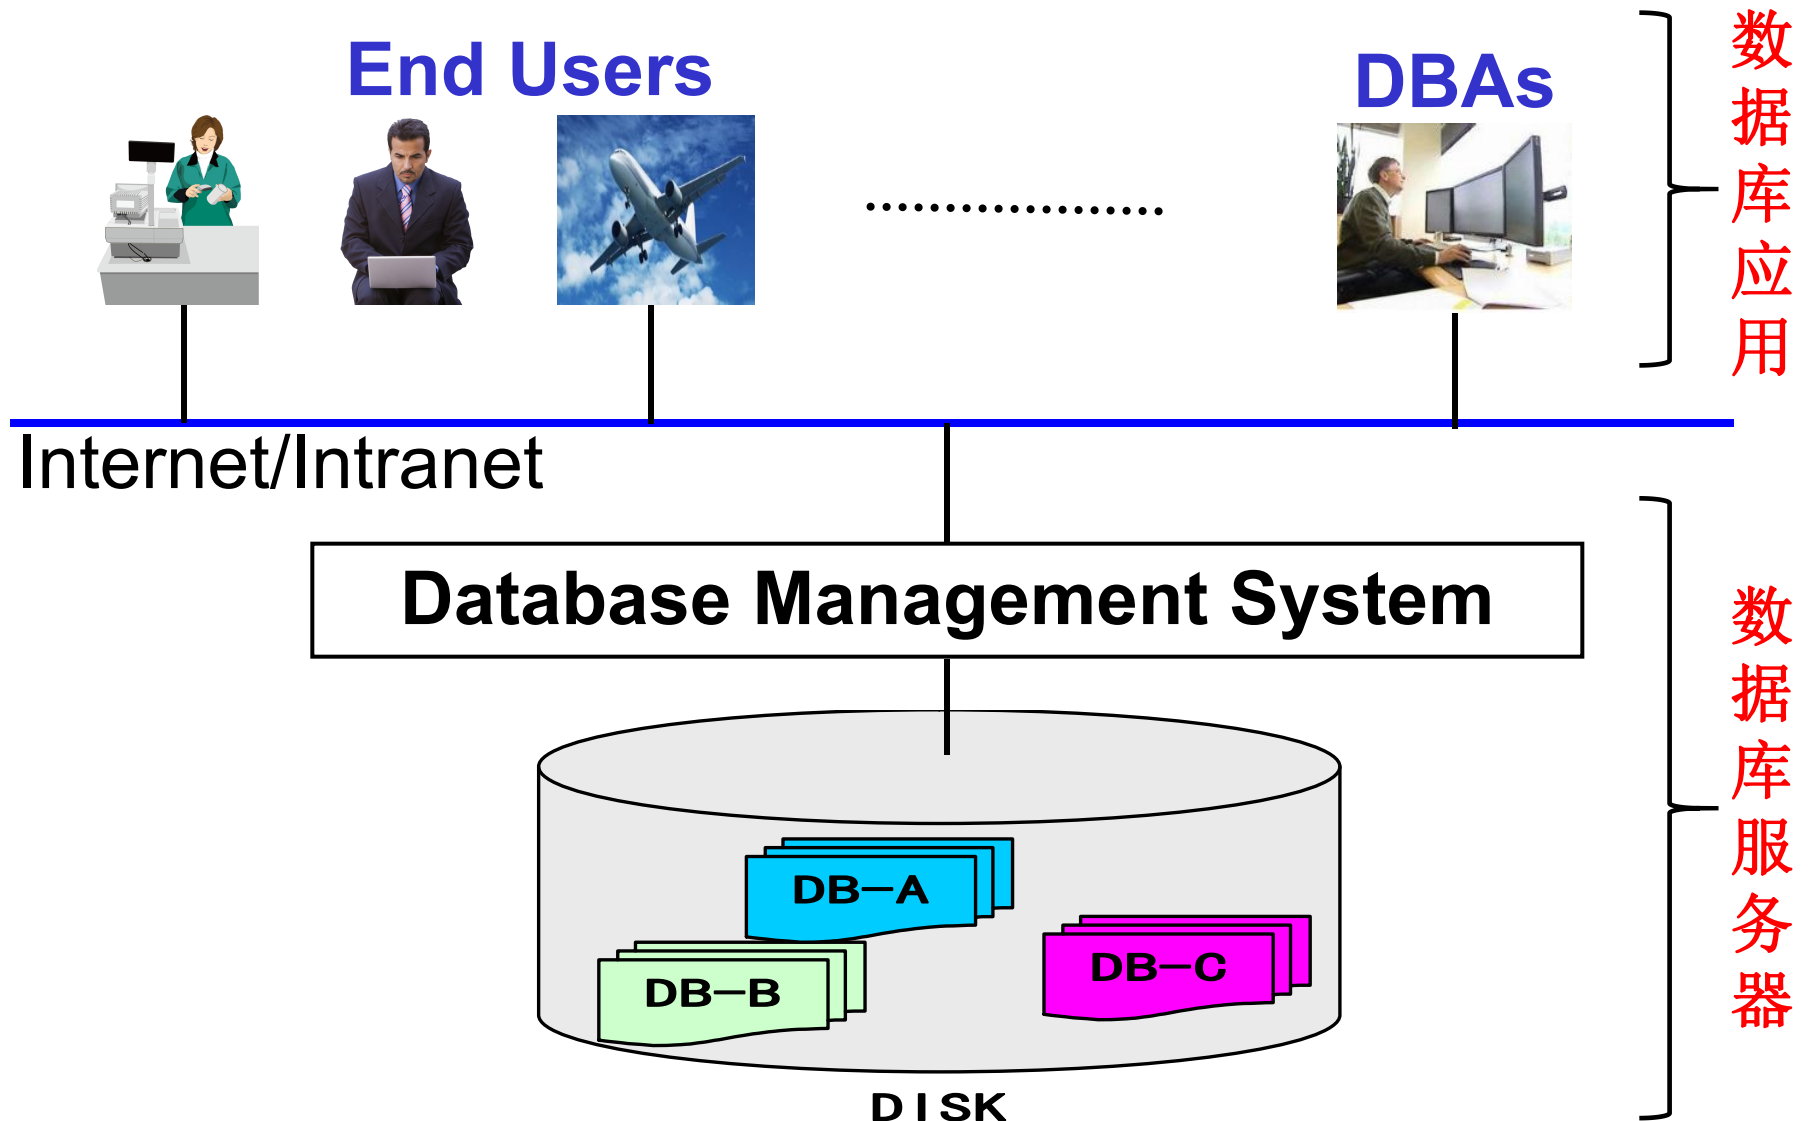 End Users
DBAs
数据库应用
Internet/Intranet
Database Management System
数据库服务器
DB-A
DB-B
DB-C
DISK